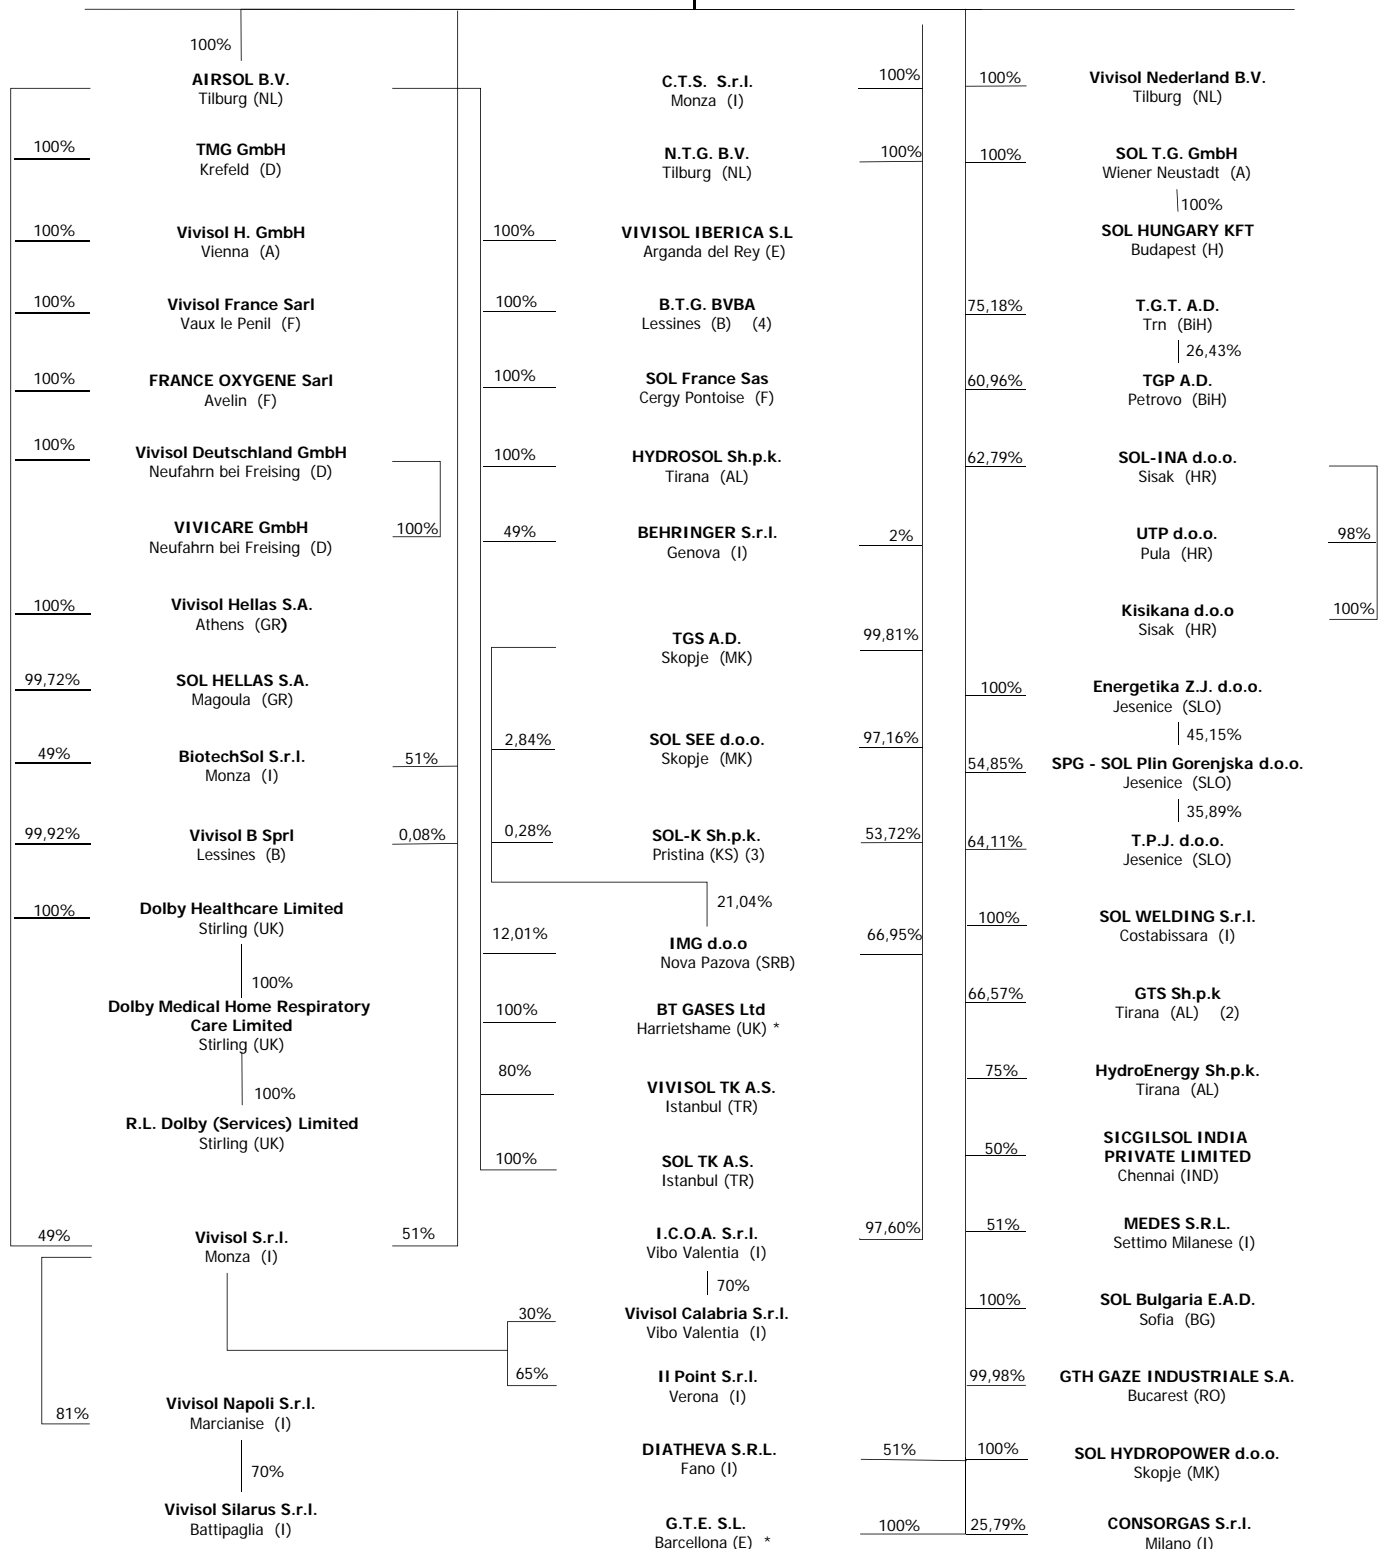 100%
AIRSOL B.V.
Tilburg (NL)
100%
TMG GmbH
Krefeld (D)
100%
Vivisol H. GmbH
Vienna (A)
100%
Vivisol France Sarl
Vaux le Penil (F)
100%
FRANCE OXYGENE Sarl
Avelin (F)
100%
Vivisol Deutschland GmbH
Neufahrn bei Freising (D)
VIVICARE GmbH
100%
Neufahrn bei Freising (D)
100%
Vivisol Hellas S.A.
Athens (GR)
99,72%
SOL HELLAS S.A.
Magoula (GR)
49%
BiotechSol S.r.l.
51%
Monza (I)
99,92%
Vivisol B Sprl
0,08%
Lessines (B)
100%
Dolby Healthcare Limited
Stirling (UK)
100%
Dolby Medical Home Respiratory
Care Limited
Stirling (UK)
100%
R.L. Dolby (Services) Limited
Stirling (UK)
49%
Vivisol S.r.l.
51%
Monza (I)
81%
Vivisol Napoli S.r.l.
Marcianise (I)
70%
Vivisol Silarus S.r.l.
Battipaglia (I)
C.T.S. S.r.l.
100%
Monza (I)
N.T.G. B.V.
100%
Tilburg (NL)
100%
VIVISOL IBERICA S.L
Arganda del Rey (E)
100%
B.T.G. BVBA
Lessines (B) (4)
100%
SOL France Sas
Cergy Pontoise (F)
100%
HYDROSOL Sh.p.k.
Tirana (AL)
49%
BEHRINGER S.r.l.
2%
Genova (I)
TGS A.D.
99,81%
Skopje (MK)
2,84%
SOL SEE d.o.o.
97,16%
Skopje (MK)
0,28%
SOL-K Sh.p.k.
53,72%
Pristina (KS) (3)
21,04%
12,01%
IMG d.o.o
66,95%
Nova Pazova (SRB)
100%
BT GASES Ltd
Harrietshame (UK) *
80%
VIVISOL TK A.S.
Istanbul (TR)
100%
SOL TK A.S.
Istanbul (TR)
I.C.O.A. S.r.l.
97,60%
Vibo Valentia (I)
70%
30%
Vivisol Calabria S.r.l.
Vibo Valentia (I)
65%
Il Point S.r.l.
Verona (I)
DIATHEVA S.R.L.
51%
Fano (I)
G.T.E. S.L.
100%
Barcellona (E) *
100%
Vivisol Nederland B.V.
Tilburg (NL)
100%
SOL T.G. GmbH
Wiener Neustadt (A)
100%
SOL HUNGARY KFT
Budapest (H)
75,18%
T.G.T. A.D.
Trn (BiH)
26,43%
60,96%
TGP A.D.
Petrovo (BiH)
62,79%
SOL-INA d.o.o.
Sisak (HR)
UTP d.o.o.
98%
Pula (HR)
Kisikana d.o.o
100%
Sisak (HR)
100%
Energetika Z.J. d.o.o.
Jesenice (SLO)
45,15%
54,85%
SPG - SOL Plin Gorenjska d.o.o.
Jesenice (SLO)
35,89%
64,11%
T.P.J. d.o.o.
Jesenice (SLO)
100%
SOL WELDING S.r.l.
Costabissara (I)
66,57%
GTS Sh.p.k
Tirana (AL) (2)
75%
HydroEnergy Sh.p.k.
Tirana (AL)
50%
SICGILSOL INDIA
PRIVATE LIMITED
Chennai (IND)
51%
MEDES S.R.L.
Settimo Milanese (I)
100%
SOL Bulgaria E.A.D.
Sofia (BG)
99,98%
GTH GAZE INDUSTRIALE S.A.
Bucarest (RO)
100%
SOL HYDROPOWER d.o.o.
Skopje (MK)
25,79%
CONSORGAS S.r.l.
Milano (I)